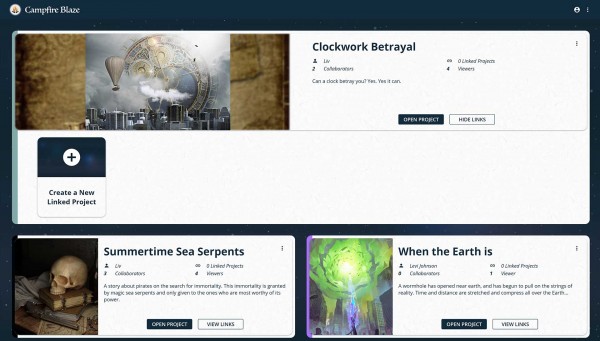 Campfire Blaze
Clockwork Betrayal
Liv
0 Linked Projects
2 Collaborators
4 Viewers
Can a clock betray you? Yes, Yes it can.
OPEN PROJECT
HIDE LINKS
Create a New
Linked Project
Summertime Sea Serpents
Liv
0 Linked Projects
3 Collaborators
8 Viewers
A story about pirates on the search for immortality. This immortality is granted
by magic sea serpents and only given to the ones who are most worthy of its
power.
OPEN PROJECT
VIEW LINKS
When the Earth is
Levi Johnson
0 Linked Projects
0 Collaborators
1 Viewer
A wormhole has opened near earth, and has begun to pull on the strings of
reality. Time and distance are stretched and compress all over the Earth...
OPEN PROJECT
VIEW LINKS